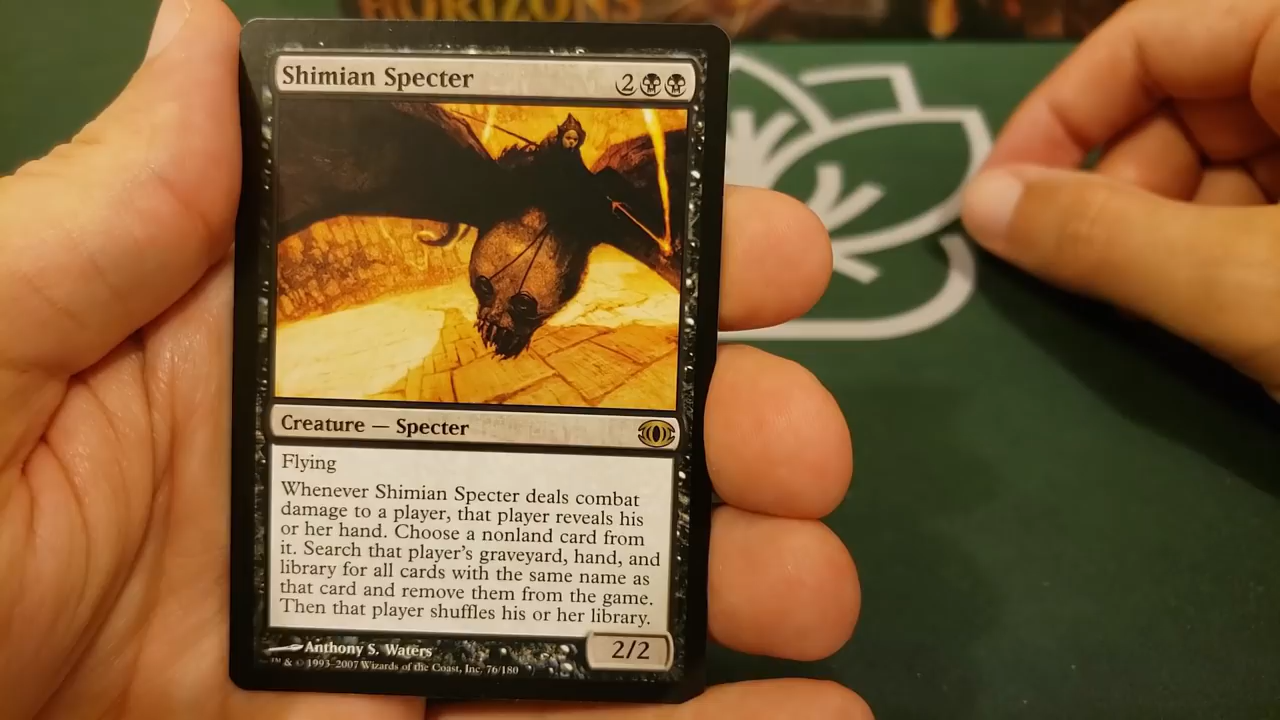 HORIZONS
Shimian Specter 2
Creature — Specter
Flying
Whenever Shimian Specter deals combat
damage to a player, that player reveals his
or her hand. Choose a nonland card from
it. Search that player's graveyard, hand, and
library for all cards with the same name as
that card and remove them from the game.
Then that player shuffles his or her library.
2/2
Anthony S. Waters
™ & © 1993–2007 Wizards of the Coast, Inc. 76/180